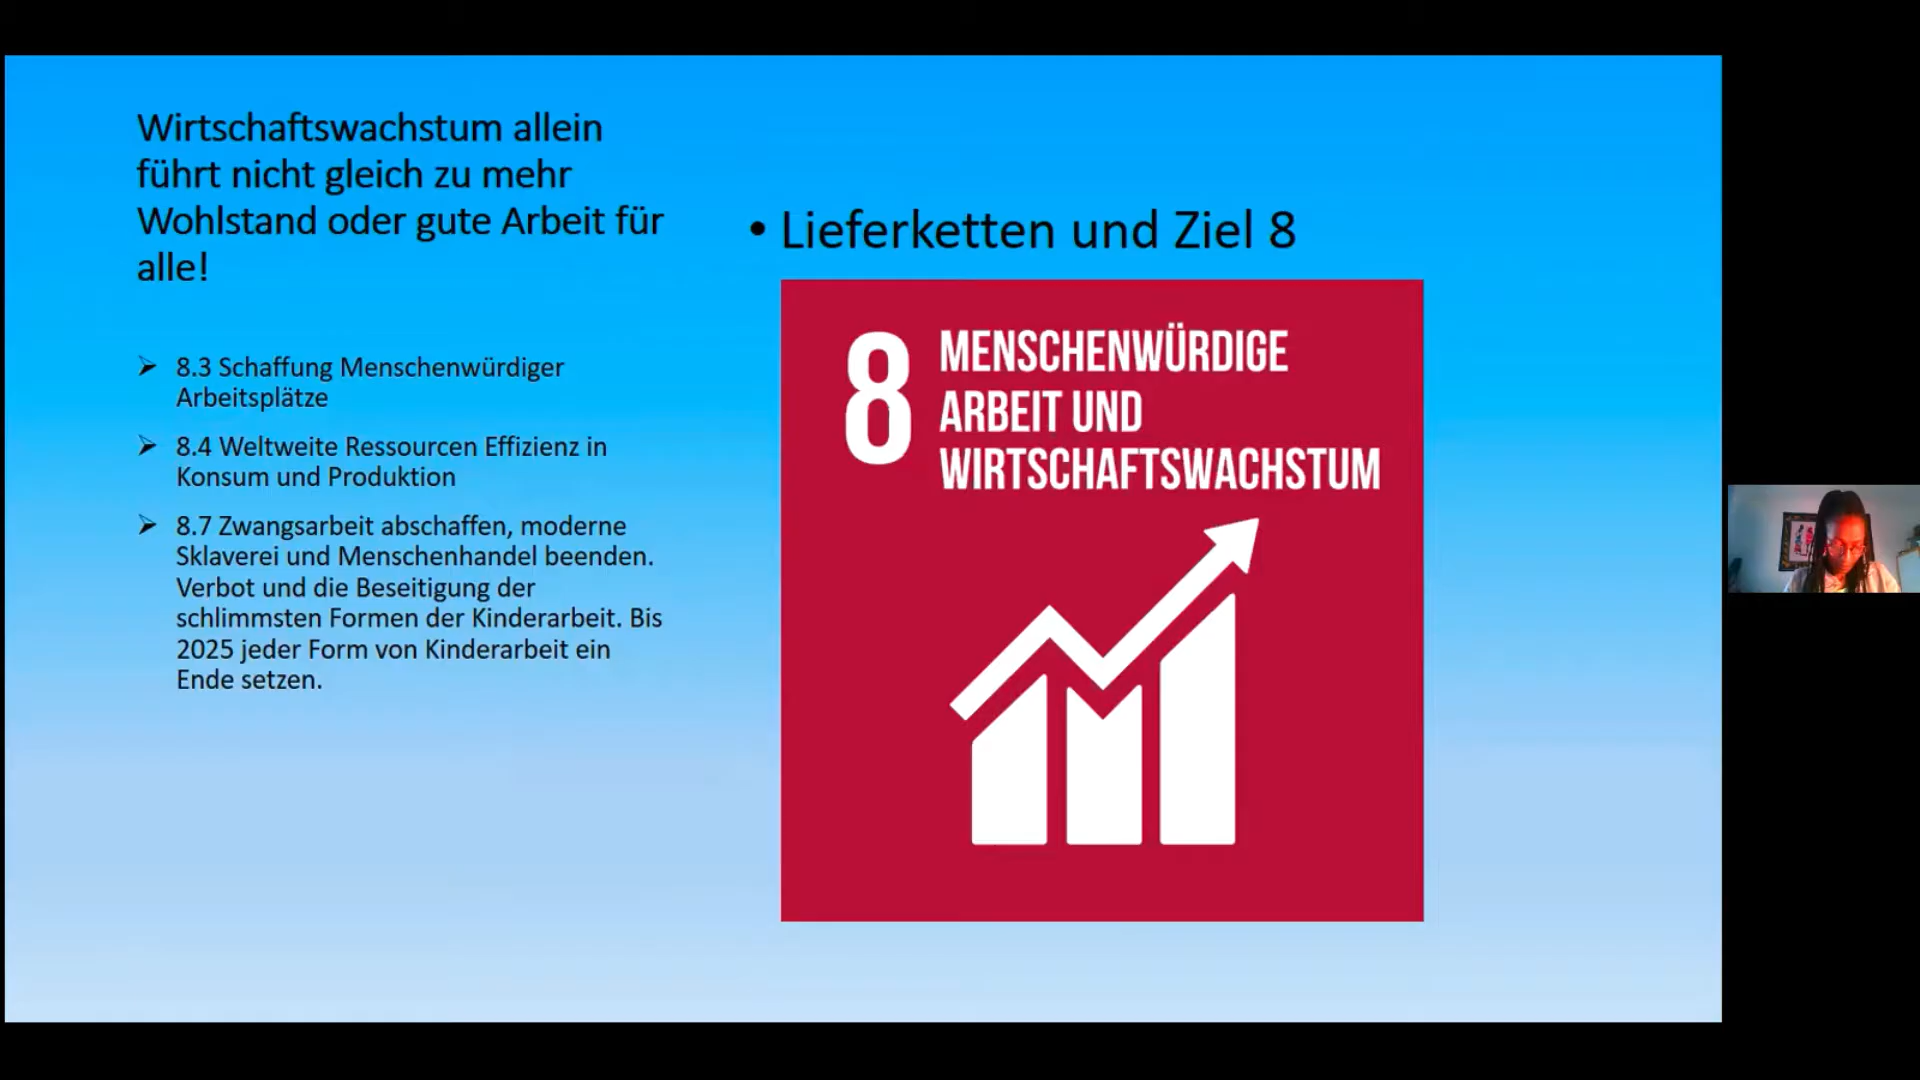 Wirtschaftswachstum allein
führt nicht gleich zu mehr
Wohlstand oder gute Arbeit für
alle!
8.3 Schaffung Menschenwürdiger
Arbeitsplätze
8.4 Weltweite Ressourcen Effizienz in
Konsum und Produktion
8.7 Zwangsarbeit abschaffen, moderne
Sklaverei und Menschenhandel beenden.
Verbot und die Beseitigung der
schlimmsten Formen der Kinderarbeit. Bis
2025 jeder Form von Kinderarbeit ein
Ende setzen.
• Lieferketten und Ziel 8
8 MENSCHENWÜRDIGE
ARBEIT UND
WIRTSCHAFTSWACHSTUM